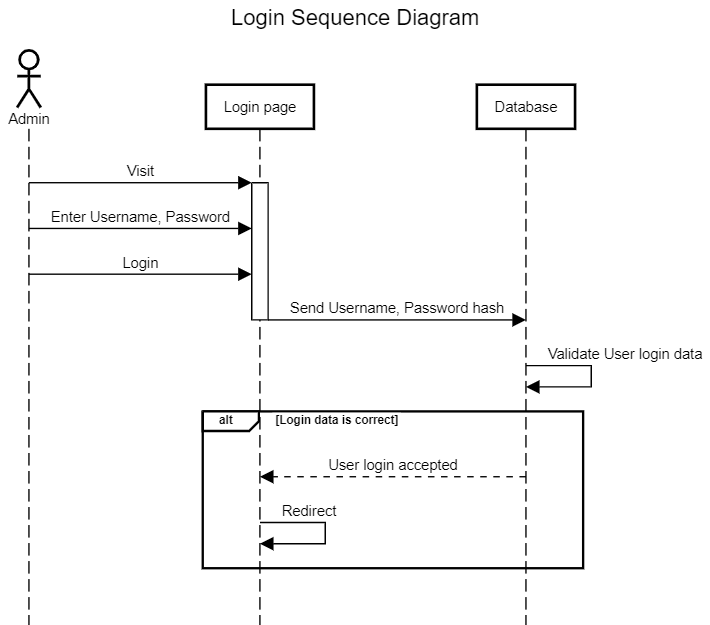 Login Sequence Diagram
Admin
Login page
Database
Visit
Enter Username, Password
Login
Send Username, Password hash
Validate User login data
alt
[Login data is correct]
User login accepted
Redirect